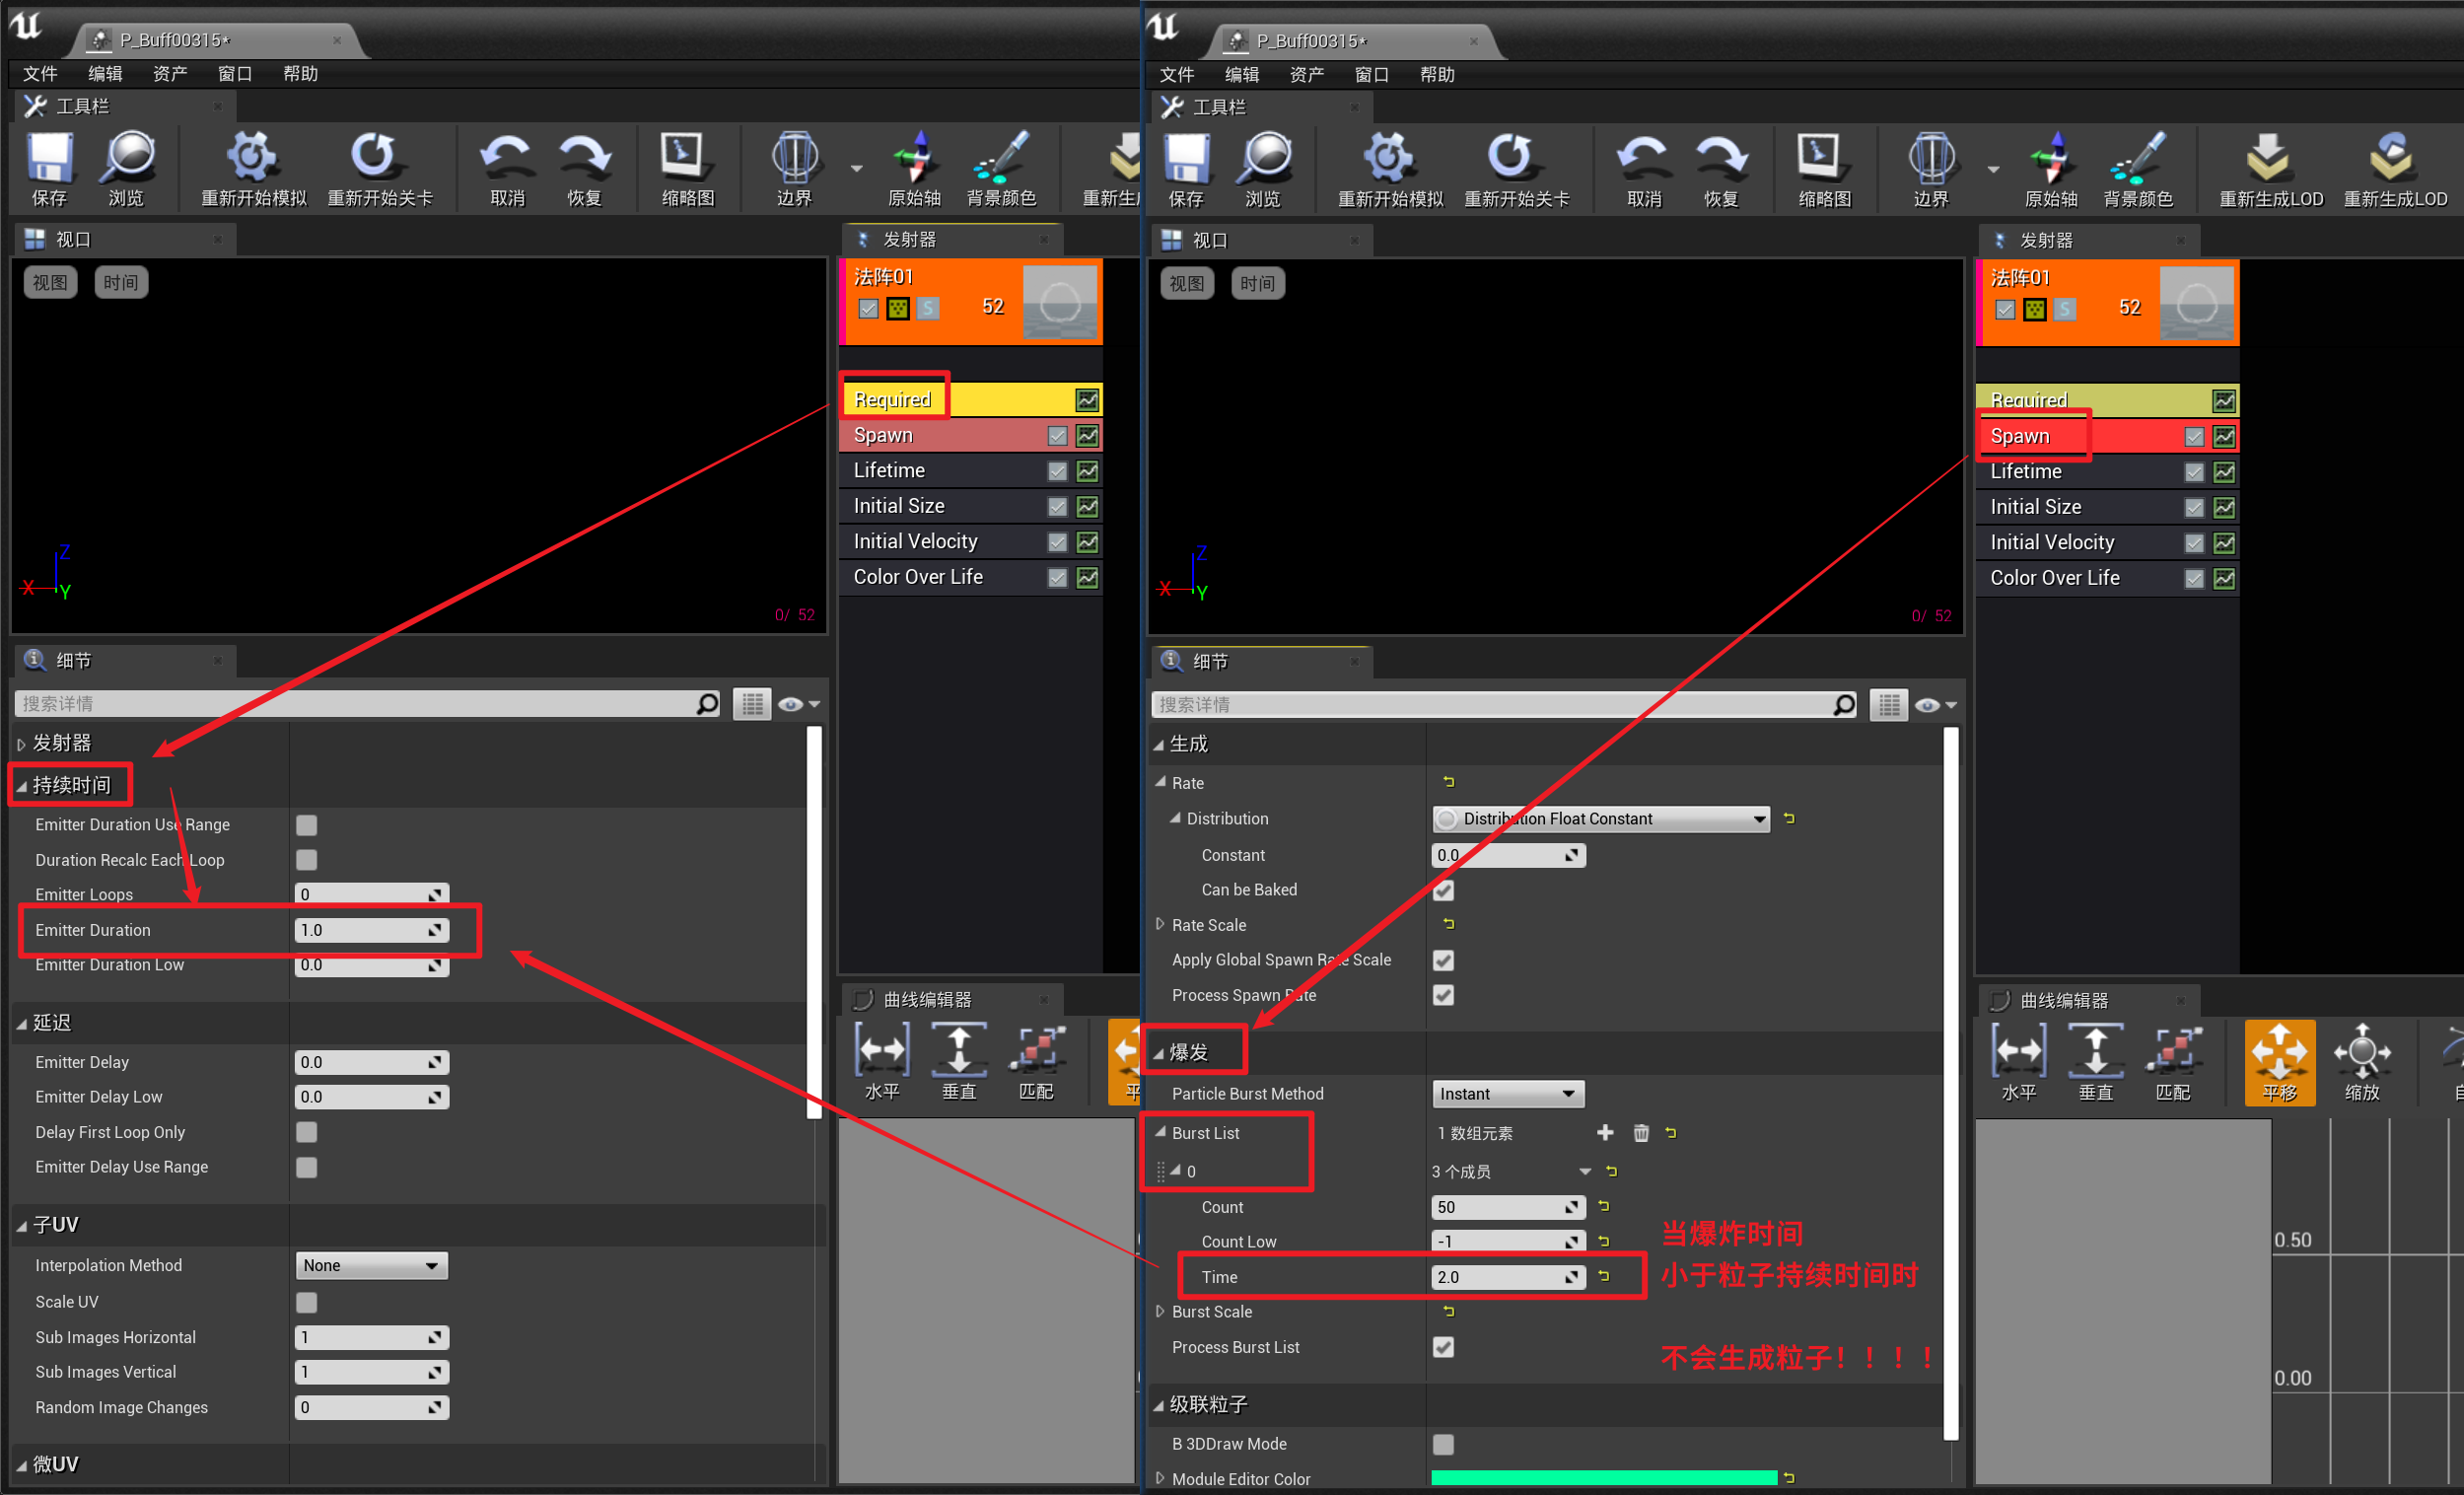 P_Buff00315*
文件 编辑 资产 窗口 帮助
工具栏
保存 浏览 重新开始模拟 重新开始关卡 取消 恢复 缩略图 边界 原始轴 背景颜色 重新生成
视口
视图 时间
Z
X
Y
0/ 52
发射器
法阵01
S
52
Required
Spawn
Lifetime
Initial Size
Initial Velocity
Color Over Life
细节
搜索详情
发射器
持续时间
Emitter Duration Use Range
Duration Recalc Each Loop
Emitter Loops 0
Emitter Duration 1.0
Emitter Duration Low 0.0
延迟
Emitter Delay 0.0
Emitter Delay Low 0.0
Delay First Loop Only
Emitter Delay Use Range
子UV
Interpolation Method None
Scale UV
Sub Images Horizontal 1
Sub Images Vertical 1
Random Image Changes 0
微UV
曲线编辑器
水平 垂直 匹配
P_Buff00315*
文件 编辑 资产 窗口 帮助
工具栏
保存 浏览 重新开始模拟 重新开始关卡 取消 恢复 缩略图 边界 原始轴 背景颜色 重新生成LOD 重新生成LOD
视口
视图 时间
Z
X
Y
0/ 52
发射器
法阵01
S
52
Required
Spawn
Lifetime
Initial Size
Initial Velocity
Color Over Life
细节
搜索详情
生成
Rate
Distribution Distribution Float Constant
Constant 0.0
Can be Baked
Rate Scale
Apply Global Spawn Rate Scale
Process Spawn Rate
爆发
Particle Burst Method Instant
Burst List 1 数组元素
0 3 个成员
Count 50
Count Low -1
Time 2.0
Burst Scale
Process Burst List
当爆炸时间
小于粒子持续时间时
不会生成粒子！！！！
级联粒子
B 3DDraw Mode
Module Editor Color
曲线编辑器
水平 垂直 匹配 平移 缩放
0.50
0.00